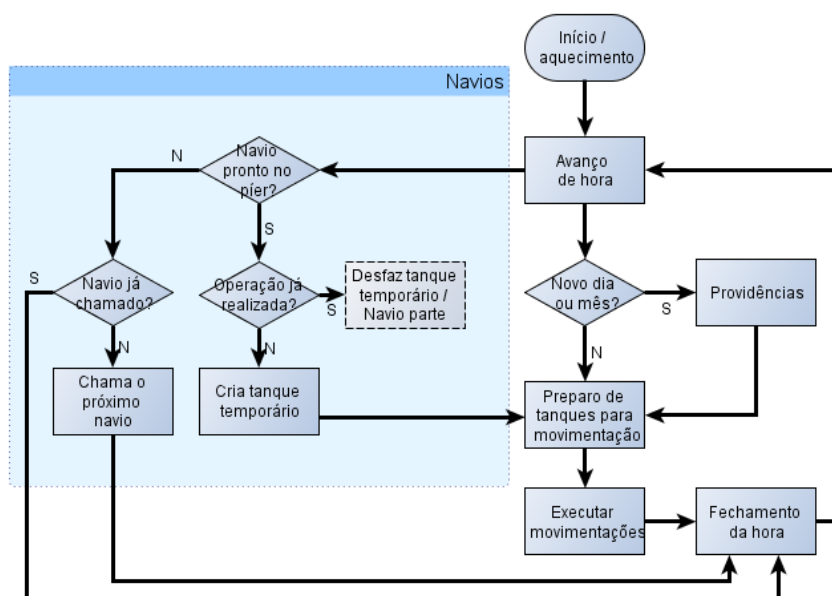 Início /
aquecimento
Navios
N
Navio
pronto no
píer?
Avanço
de hora
S
S
Navio já
chamado?
Operação já
realizada?
S
Desfaz tanque
temporário /
Navio parte
Novo dia
ou mês?
S
Providências
N
N
N
Chama o
próximo
navio
Cria tanque
temporário
Preparo de
tanques para
movimentação
Executar
movimentações
Fechamento
da hora